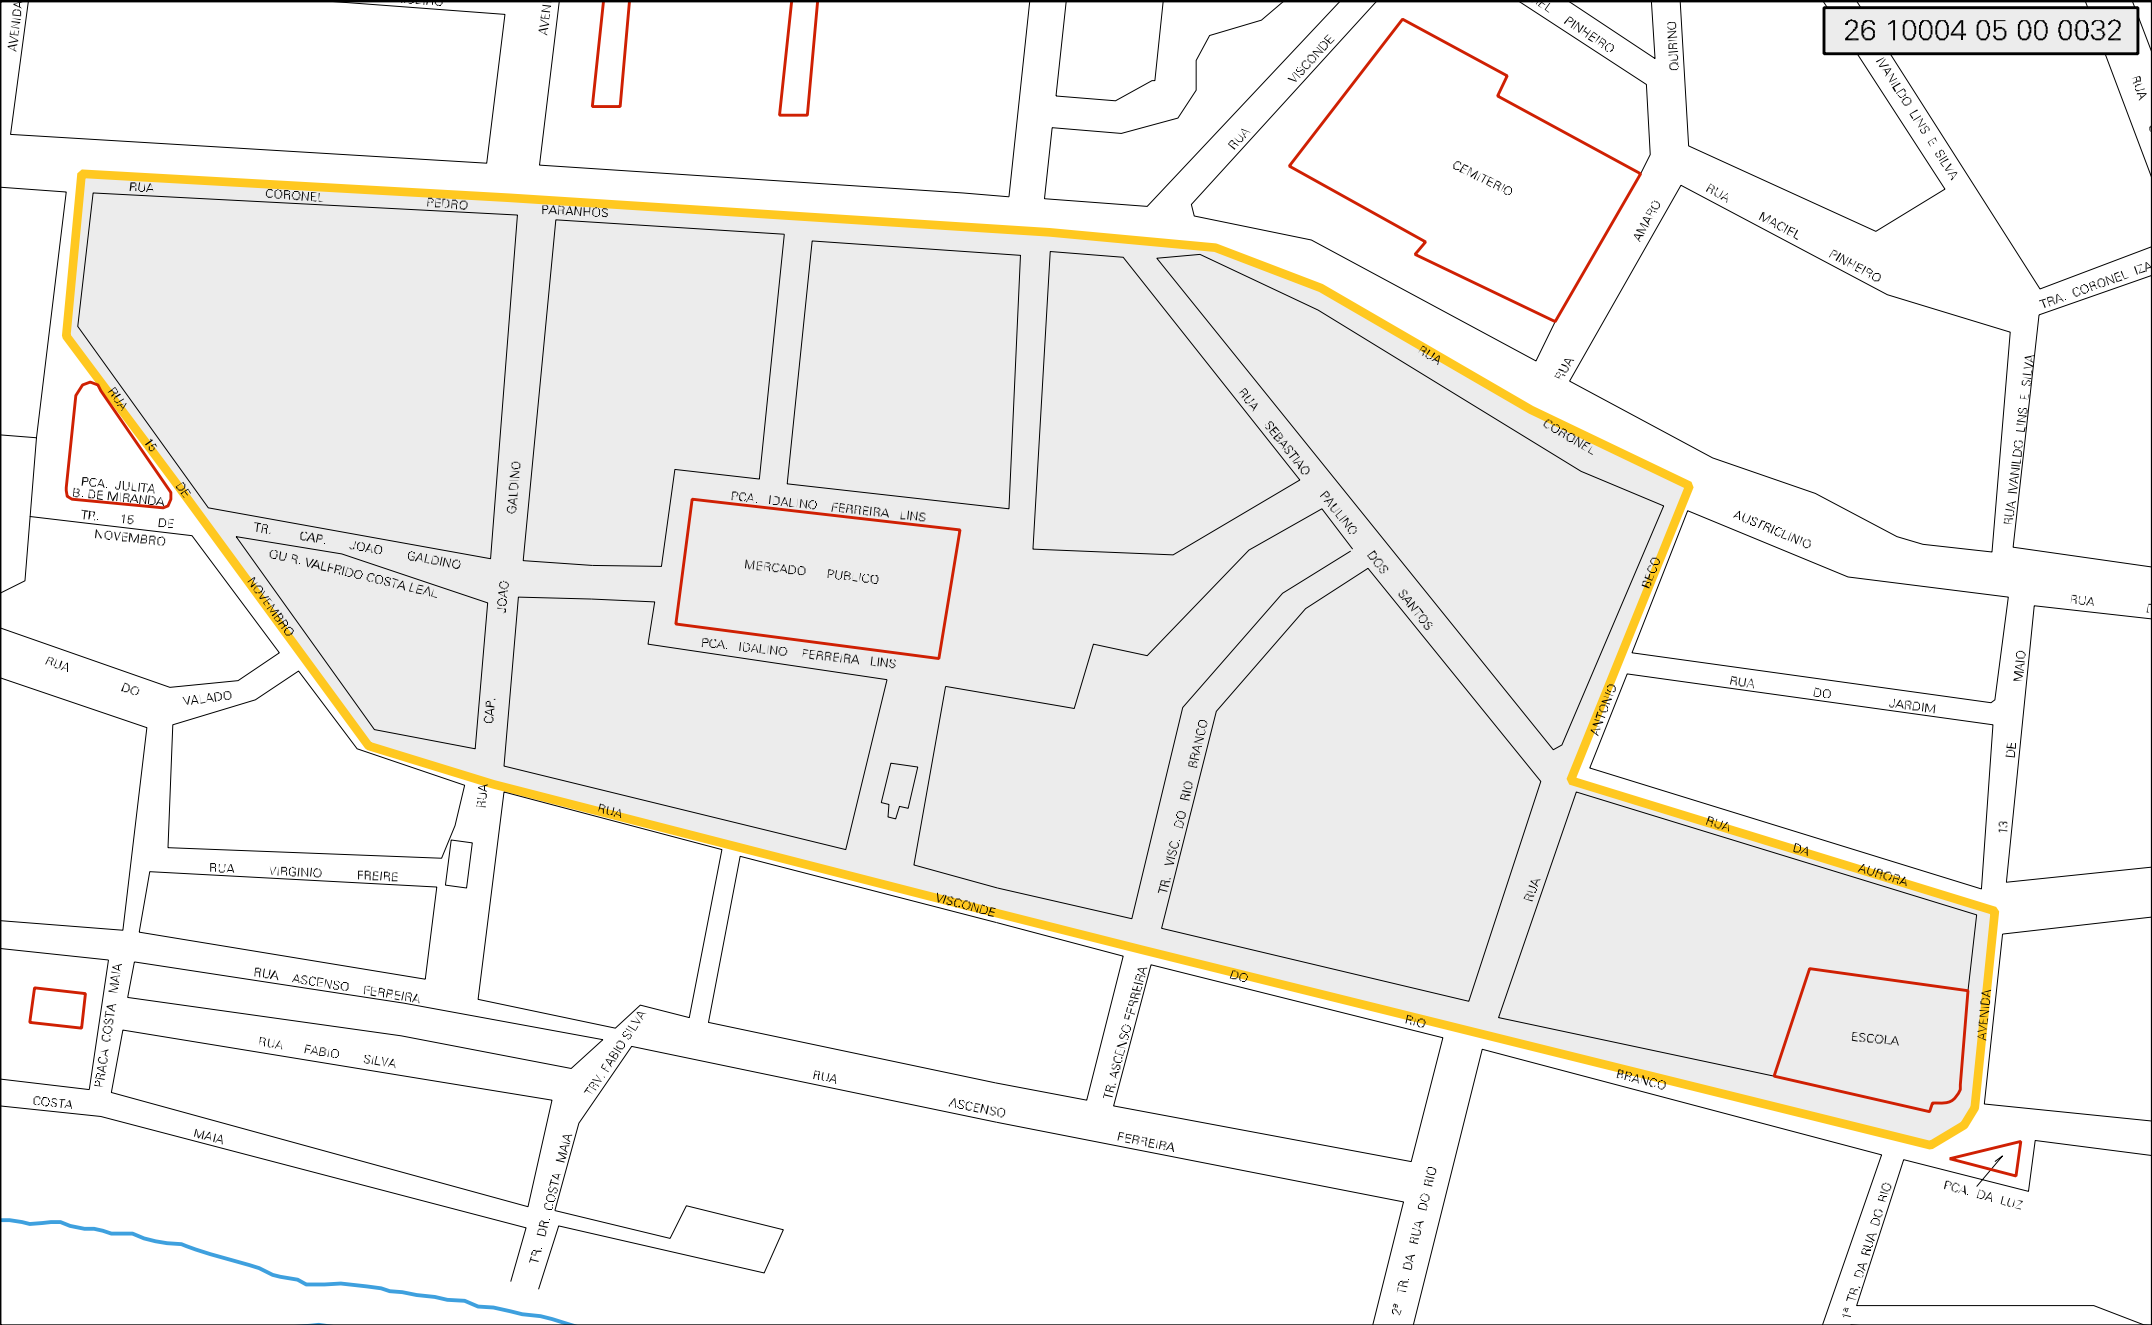 26 10004 05 00 0032
AVENIDA
VISCONDE
RUA
PINHEIRO
QUIRINO
IVANILDO LINS E SILVA
RUA
CEMITERIO
RUA CORONEL PEDRO PARANHOS
AMARO
RUA
RUA MACIEL PINHEIRO
TRA. CORONEL IZA
RUA IVANILDO LINS E SILVA
RUA CORONEL
AUSTRICLINIO
RUA
RUA 15 DE NOVEMBRO
PCA. JULITA
B. DE MIRANDA
TR. 15 DE
NOVEMBRO
TR. CAP. JOAO GALDINO
OU R. VALFRIDO COSTA LEAL
RUA CAP. JOAO GALDINO
PCA. IDALINO FERREIRA LINS
MERCADO PUBLICO
PCA. IDALINO FERREIRA LINS
RUA SEBASTIAO PAULINO DOS SANTOS
RUA
BECO ANTONIO
RUA DO JARDIM
AVENIDA 13 DE MAIO
RUA DA AURORA
RUA DO VALADO
RUA VISCONDE DO RIO BRANCO
TR. VISC. DO RIO BRANCO
RUA VIRGINIO FREIRE
RUA ASCENSO FERREIRA
PRACA COSTA MAIA
RUA FABIO SILVA
TRV. FABIO SILVA
RUA ASCENSO FERREIRA
TR. ASCENSO FERREIRA
ESCOLA
COSTA MAIA
TR. DR. COSTA MAIA
2ª TR. DA RUA DO RIO
1ª TR. DA RUA DO RIO
PCA. DA LUZ